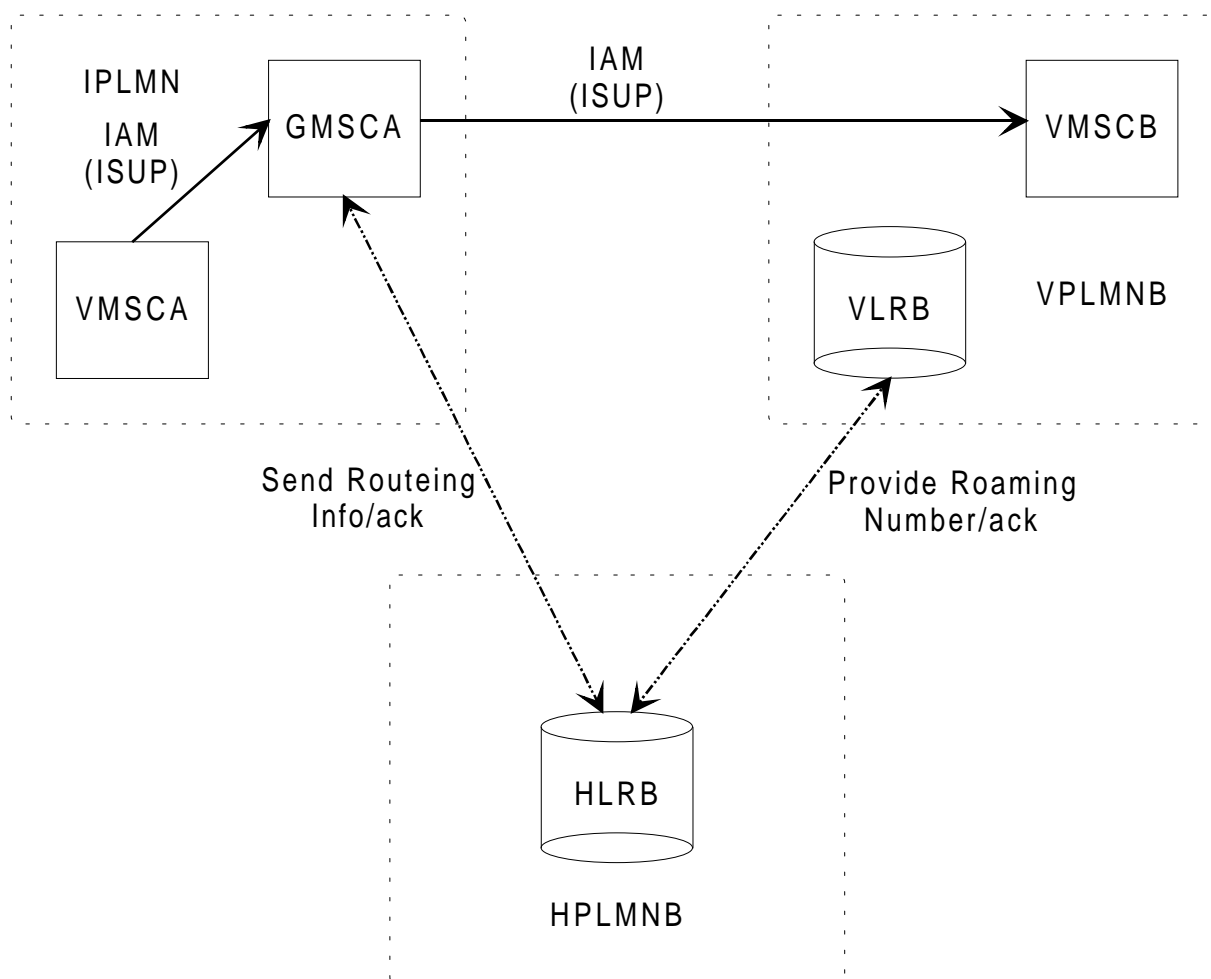 IPLMN
IAM
(ISUP)
GMSCA
VMSCA
IAM
(ISUP)
VMSCB
VLRB
VPLMNB
Send Routeing
Info/ack
Provide Roaming
Number/ack
HLRB
HPLMNB